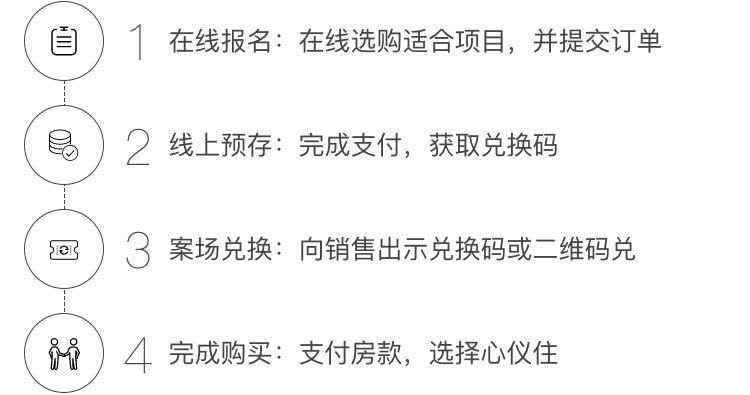 1 在线报名：在线选购适合项目，并提交订单
2 线上预存：完成支付，获取兑换码
3 案场兑换：向销售出示兑换码或二维码兑
4 完成购买：支付房款，选择心仪住